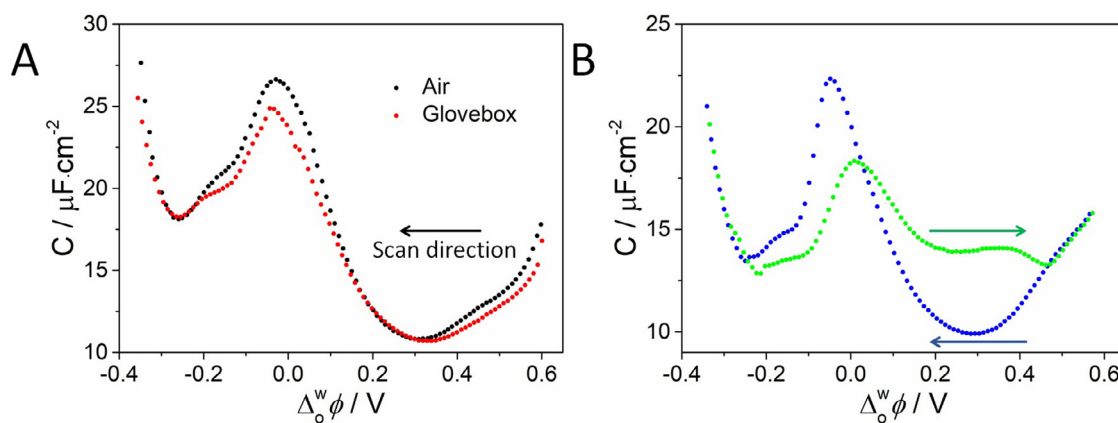 A
C / μF·cm⁻²
30
25
20
15
10
Air
Glovebox
Scan direction
-0.4 -0.2 0.0 0.2 0.4 0.6
Δ_o^w ϕ / V
B
C / μF·cm⁻²
25
20
15
10
-0.4 -0.2 0.0 0.2 0.4 0.6
Δ_o^w ϕ / V